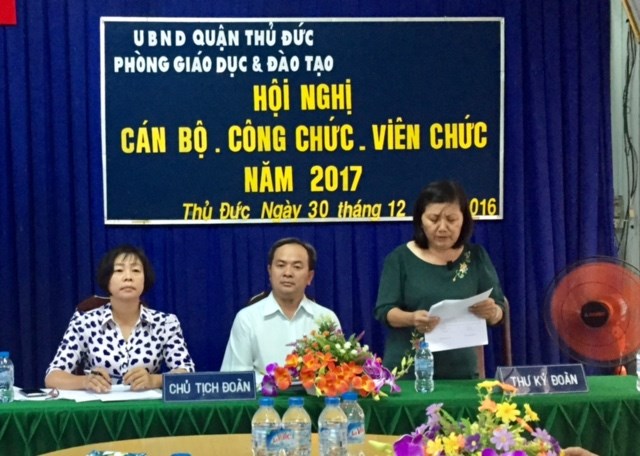 UBND QUẬN THỦ ĐỨC
PHÒNG GIÁO DỤC & ĐÀO TẠO
HỘI NGHỊ
CÁN BỘ . CÔNG CHỨC . VIÊN CHỨC
NĂM 2017
Thủ Đức Ngày 30 tháng 12 2016
CHỦ TỊCH ĐOÀN
THƯ KÝ ĐOÀN